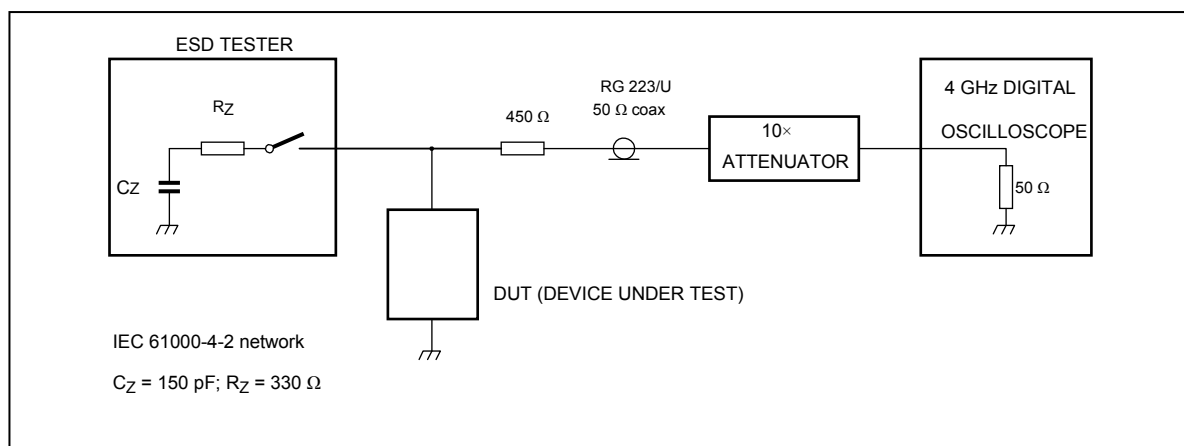 ESD TESTER
RZ
CZ
450 Ω
RG 223/U
50 Ω coax
10×
ATTENUATOR
4 GHz DIGITAL
OSCILLOSCOPE
50 Ω
DUT (DEVICE UNDER TEST)
IEC 61000-4-2 network
CZ = 150 pF; RZ = 330 Ω